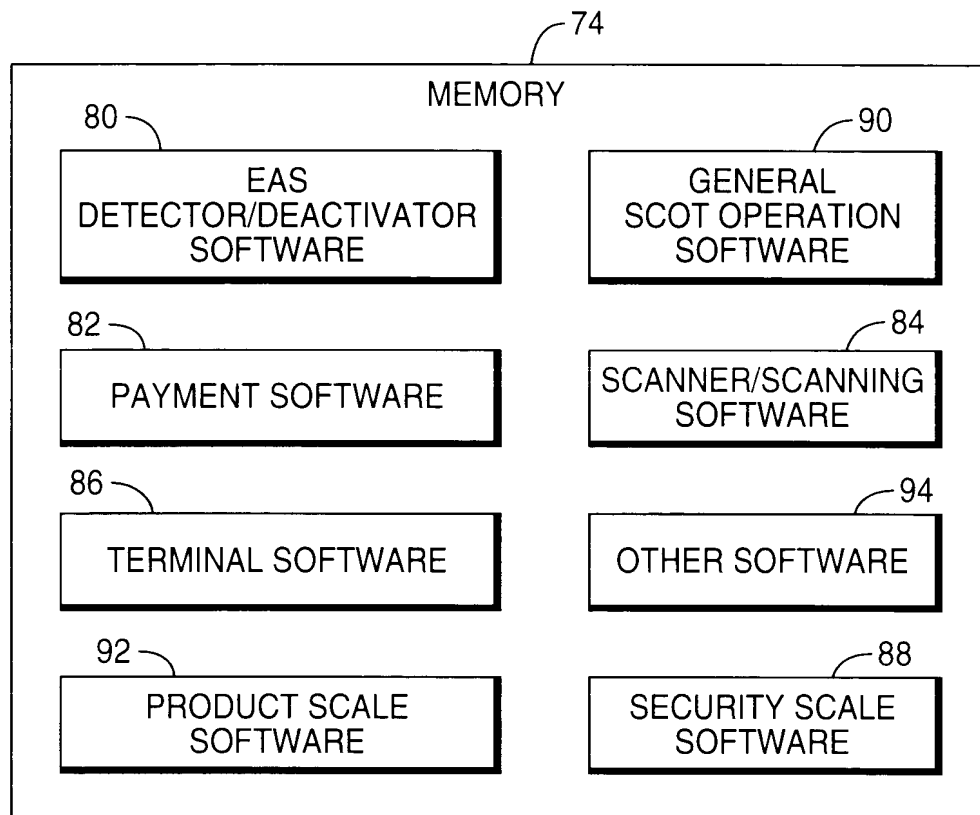 74
MEMORY
80
EAS
DETECTOR/DEACTIVATOR
SOFTWARE
90
GENERAL
SCOT OPERATION
SOFTWARE
82
PAYMENT SOFTWARE
84
SCANNER/SCANNING
SOFTWARE
86
TERMINAL SOFTWARE
94
OTHER SOFTWARE
92
PRODUCT SCALE
SOFTWARE
88
SECURITY SCALE
SOFTWARE